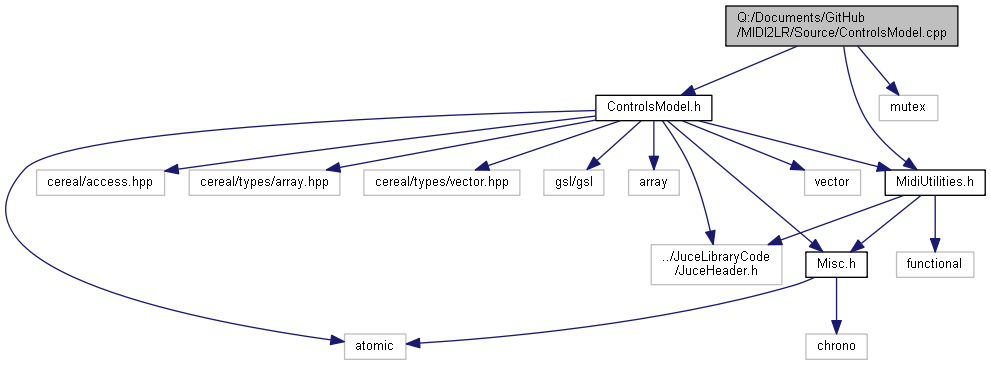 Q:/Documents/GitHub
/MIDI2LR/Source/ControlsModel.cpp
ControlsModel.h
mutex
cereal/access.hpp
cereal/types/array.hpp
cereal/types/vector.hpp
gsl/gsl
array
vector
MidiUtilities.h
../JuceLibraryCode
/JuceHeader.h
Misc.h
functional
atomic
chrono